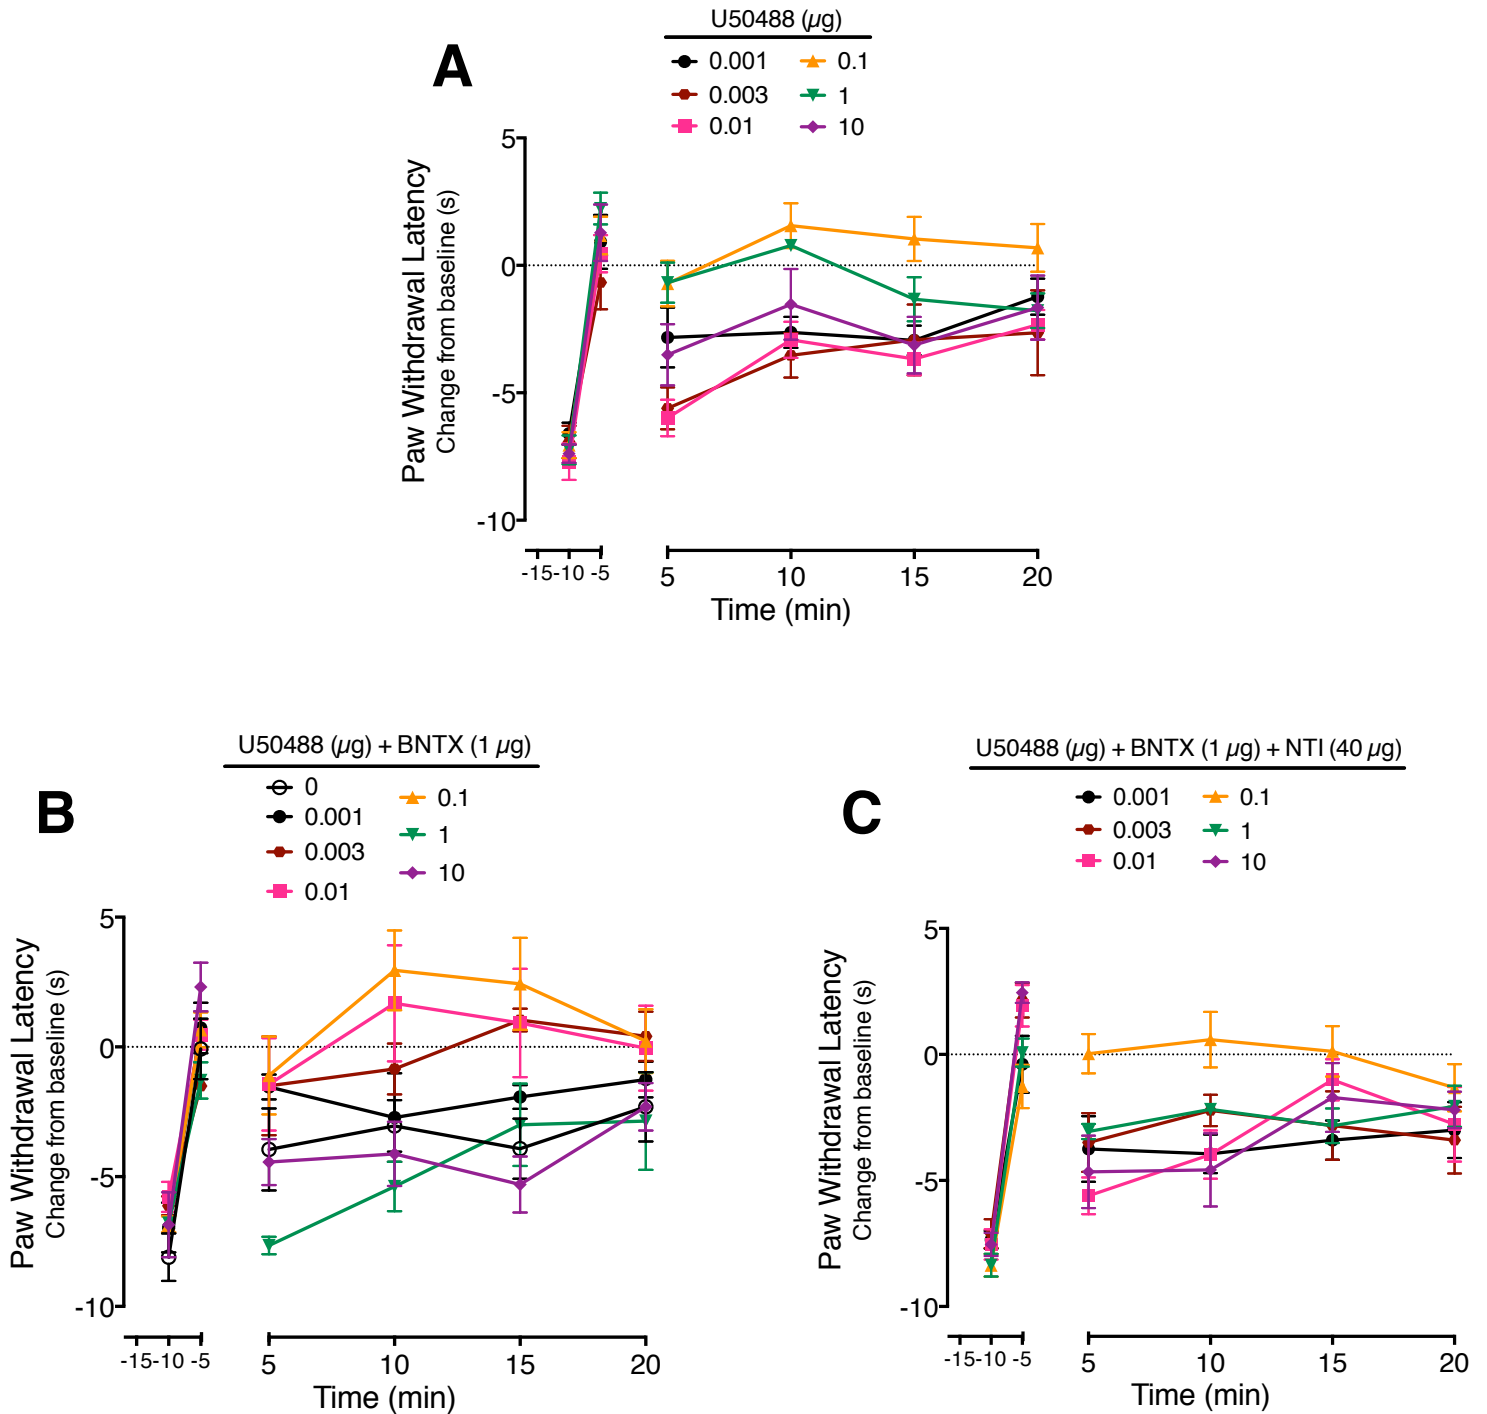 A
U50488 (µg)
0.001
0.003
0.01
0.1
1
10
Paw Withdrawal Latency
Change from baseline (s)
5
0
-5
-10
-15 -10 -5
5 10 15 20
Time (min)
B
U50488 (µg) + BNTX (1 µg)
0
0.001
0.003
0.01
0.1
1
10
Paw Withdrawal Latency
Change from baseline (s)
5
0
-5
-10
-15 -10 -5
5 10 15 20
Time (min)
C
U50488 (µg) + BNTX (1 µg) + NTI (40 µg)
0.001
0.003
0.01
0.1
1
10
Paw Withdrawal Latency
Change from baseline (s)
5
0
-5
-10
-15 -10 -5
5 10 15 20
Time (min)